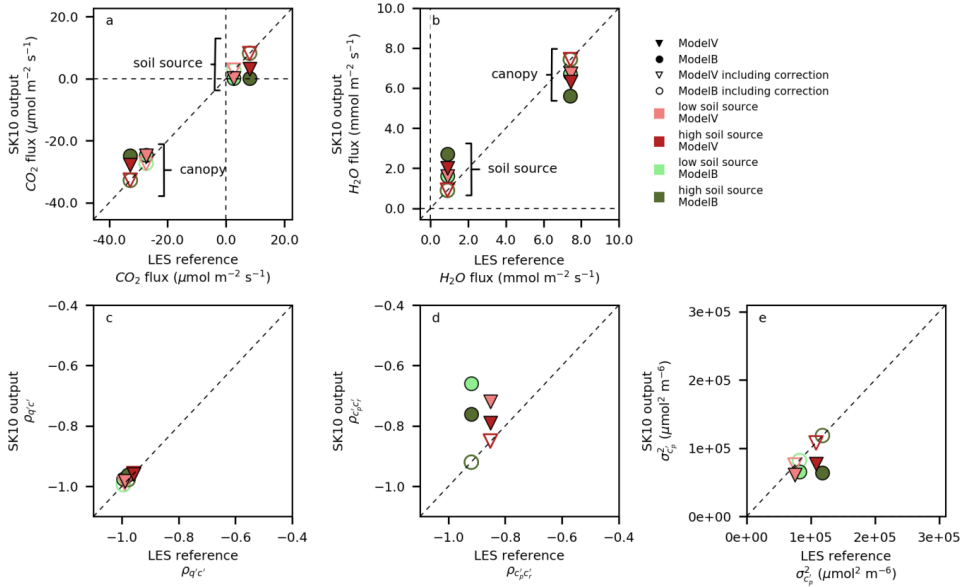 a
SK10 output
CO₂ flux (μmol m⁻² s⁻¹)
20.0
0.0
-20.0
-40.0
soil source
canopy
-40.0 -20.0 0.0 20.0
LES reference
CO₂ flux (μmol m⁻² s⁻¹)
b
SK10 output
H₂O flux (mmol m⁻² s⁻¹)
10.0
8.0
6.0
4.0
2.0
0.0
canopy
soil source
0.0 2.0 4.0 6.0 8.0 10.0
LES reference
H₂O flux (mmol m⁻² s⁻¹)
ModelV
ModelB
ModelV including correction
ModelB including correction
low soil source
ModelV
high soil source
ModelV
low soil source
ModelB
high soil source
ModelB
c
SK10 output
ρq′c′
−0.4
−0.6
−0.8
−1.0
−1.0 −0.8 −0.6 −0.4
LES reference
ρq′c′
d
SK10 output
ρc′pc′r
−0.4
−0.6
−0.8
−1.0
−1.0 −0.8 −0.6 −0.4
LES reference
ρc′pc′r
e
SK10 output
σ²c′p (μmol² m⁻⁶)
3e+05
2e+05
1e+05
0e+00
0e+00 1e+05 2e+05 3e+05
LES reference
σ²c′p (μmol² m⁻⁶)